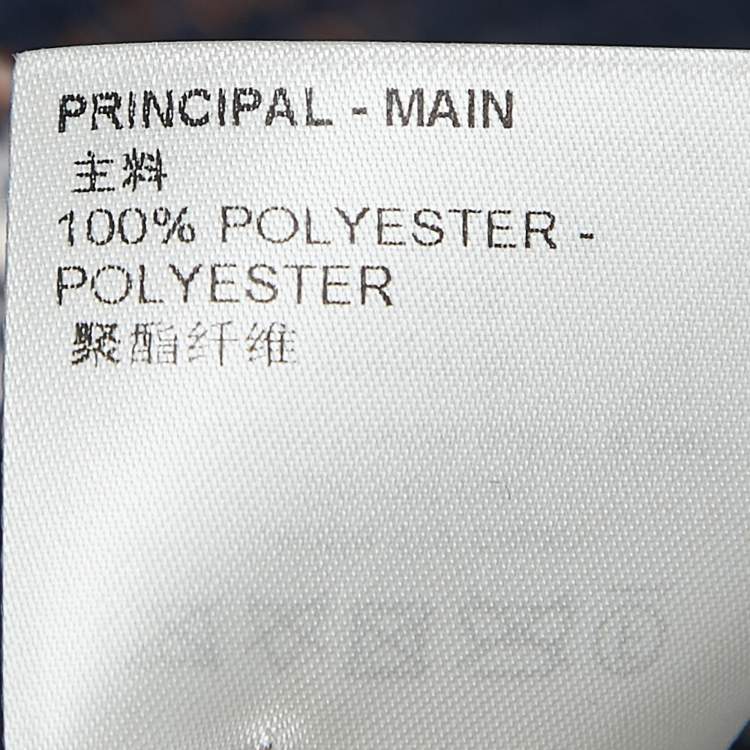 PRINCIPAL - MAIN
主料
100% POLYESTER -
POLYESTER
聚酯纤维